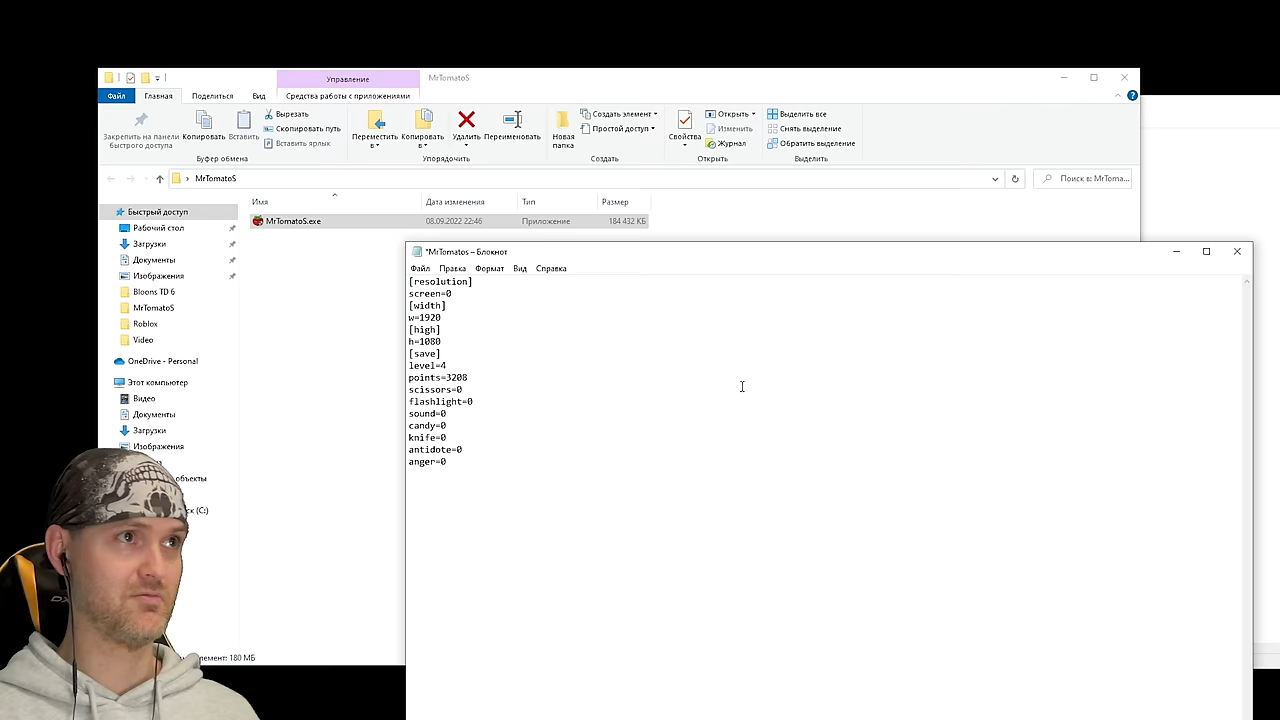 Управление
MrTomatoS
Файл
Главная
Поделиться
Вид
Средства работы с приложениями
Закрепить на панели быстрого доступа
Копировать
Вставить
Вырезать
Скопировать путь
Вставить ярлык
Буфер обмена
Переместить в
Копировать в
Удалить
Переименовать
Упорядочить
Новая папка
Создать элемент
Простой доступ
Создать
Свойства
Открыть
Изменить
Журнал
Открыть
Выделить все
Снять выделение
Обратить выделение
Выделить
MrTomatoS
Поиск в: MrToma...
Имя
Дата изменения
Тип
Размер
MrTomatoS.exe
08.09.2022 22:46
Приложение
184 432 КБ
Быстрый доступ
Рабочий стол
Загрузки
Документы
Изображения
Bloons TD 6
MrTomatoS
Roblox
Video
OneDrive - Personal
Этот компьютер
Видео
Документы
Загрузки
Изображения
объекты
ск (C:)
элемент: 180 МБ
*MrTomatos – Блокнот
Файл
Правка
Формат
Вид
Справка
[resolution]
screen=0
[width]
w=1920
[high]
h=1080
[save]
level=4
points=3208
scissors=0
flashlight=0
sound=0
candy=0
knife=0
antidote=0
anger=0